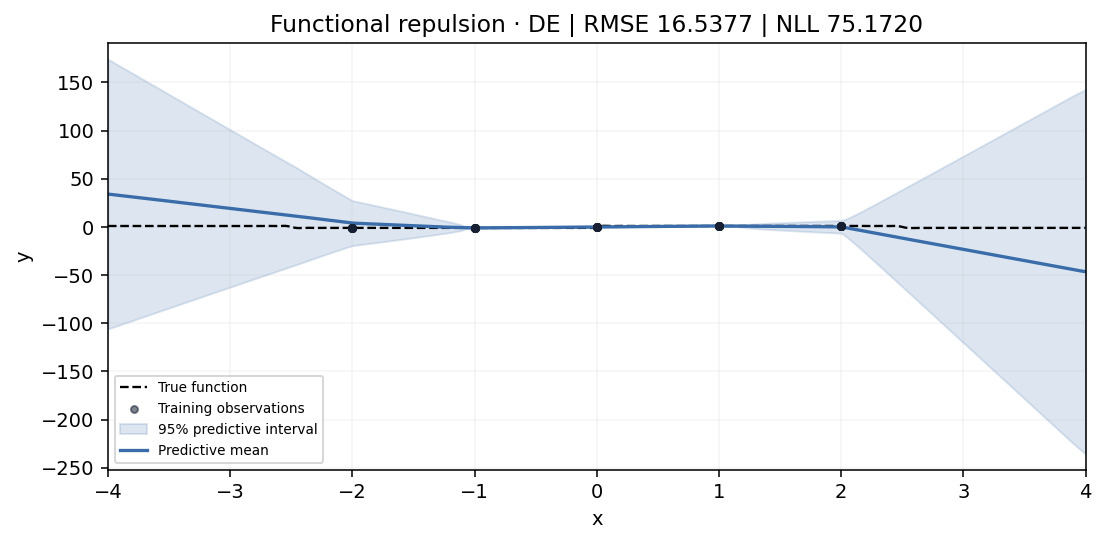 Functional repulsion · DE | RMSE 16.5377 | NLL 75.1720
150
100
50
0
−50
−100
−150
−200
−250
y
True function
Training observations
95% predictive interval
Predictive mean
−4 −3 −2 −1 0 1 2 3 4
x